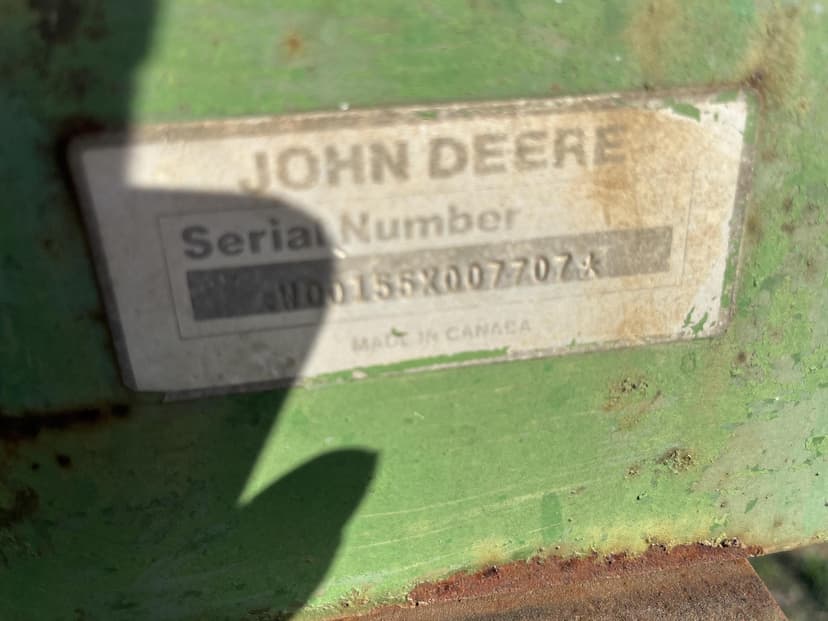 JOHN DEERE
Serial Number
W00155X007707*
MADE IN CANADA